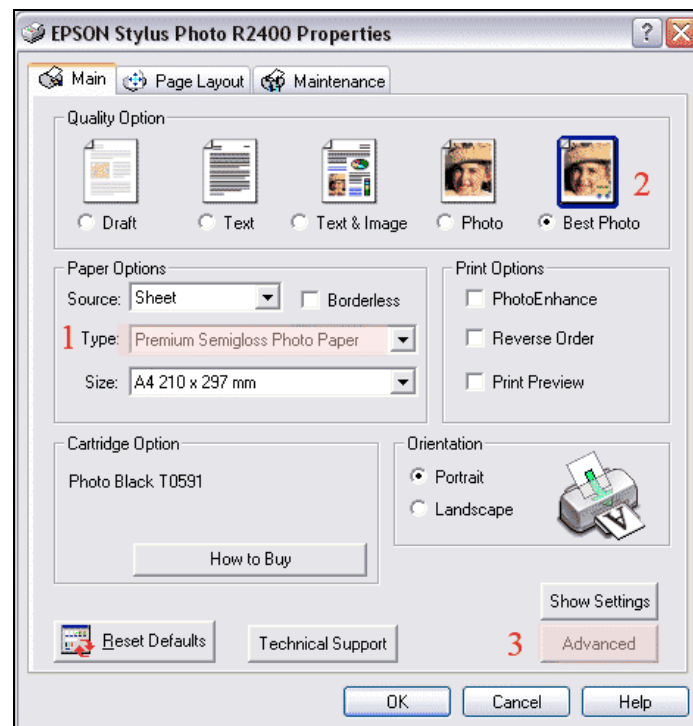 EPSON Stylus Photo R2400 Properties
Main Page Layout Maintenance
Quality Option
2
Draft Text Text & Image Photo Best Photo
Paper Options
Source: Sheet Borderless
1 Type: Premium Semigloss Photo Paper
Size: A4 210 x 297 mm
Print Options
PhotoEnhance
Reverse Order
Print Preview
Cartridge Option
Photo Black T0591
How to Buy
Orientation
Portrait
Landscape
A
Show Settings
Reset Defaults Technical Support 3 Advanced
OK Cancel Help